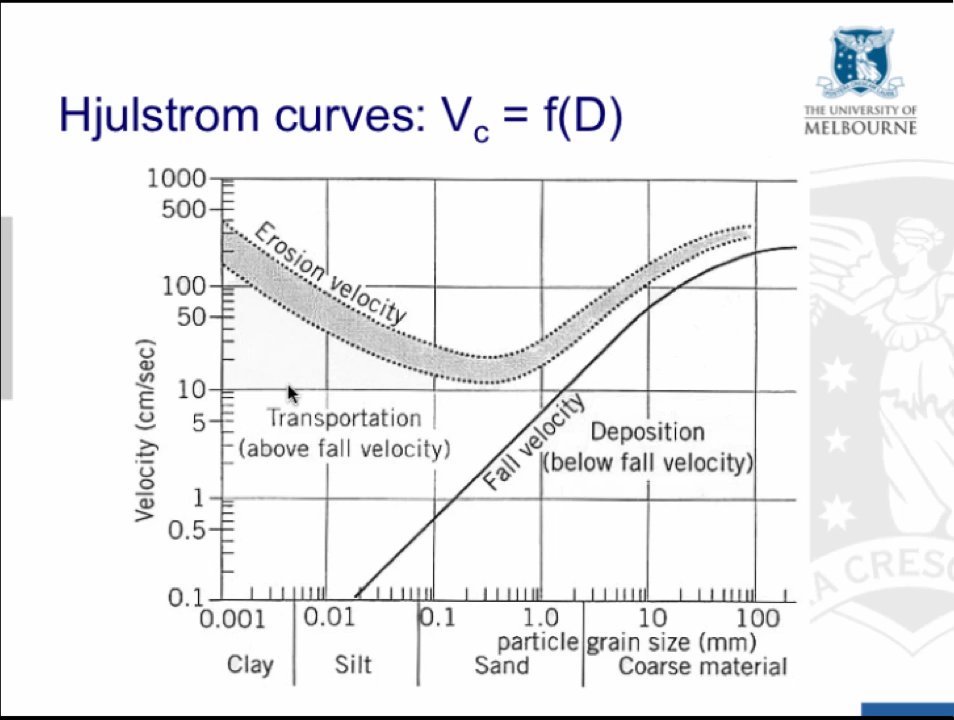 THE UNIVERSITY OF
MELBOURNE
Hjulstrom curves: Vc = f(D)
1000
500
100
50
10
5
1
0.5
0.1
Velocity (cm/sec)
Erosion velocity
Transportation
(above fall velocity)
Fall velocity
Deposition
(below fall velocity)
0.001
0.01
0.1
1.0
10
100
particle grain size (mm)
Clay
Silt
Sand
Coarse material